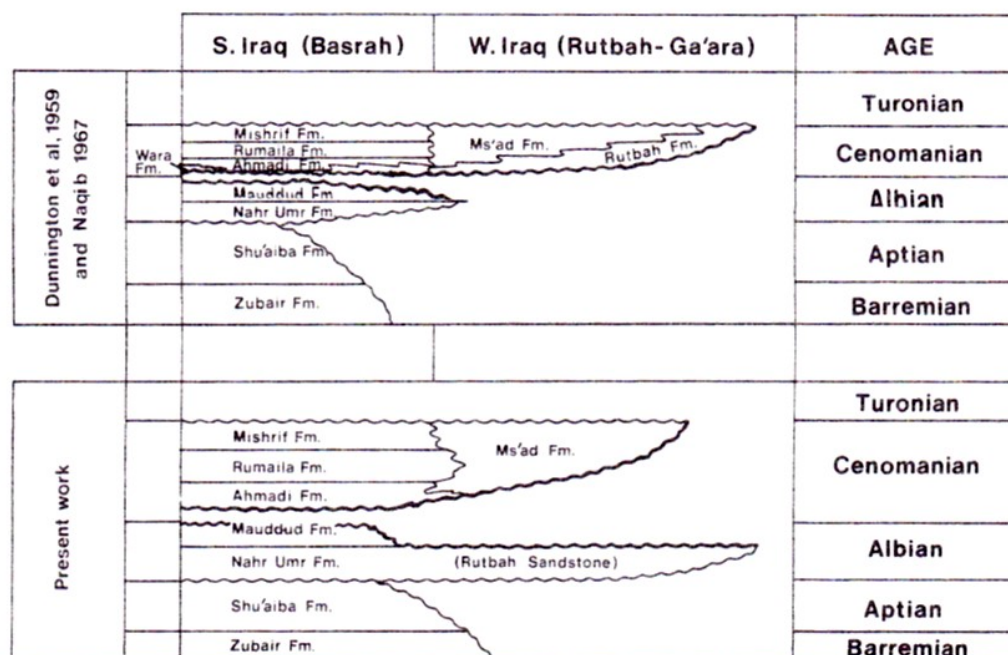 S. Iraq (Basrah) W. Iraq (Rutbah-Ga'ara) AGE
Dunnington et al, 1959
and Naqib 1967
Turonian
Mishrif Fm.
Rumaila Fm.
Ahmadi Fm.
Wara
Fm.
Ms'ad Fm.
Rutbah Fm.
Cenomanian
Mauddud Fm
Nahr Umr Fm.
Alhian
Shu'aiba Fm.
Aptian
Zubair Fm.
Barremian
Present work
Turonian
Mishrif Fm.
Rumaila Fm.
Ahmadi Fm.
Ms'ad Fm.
Cenomanian
Mauddud Fm.
Nahr Umr Fm. (Rutbah Sandstone)
Albian
Shu'aiba Fm.
Aptian
Zubair Fm.
Barremian